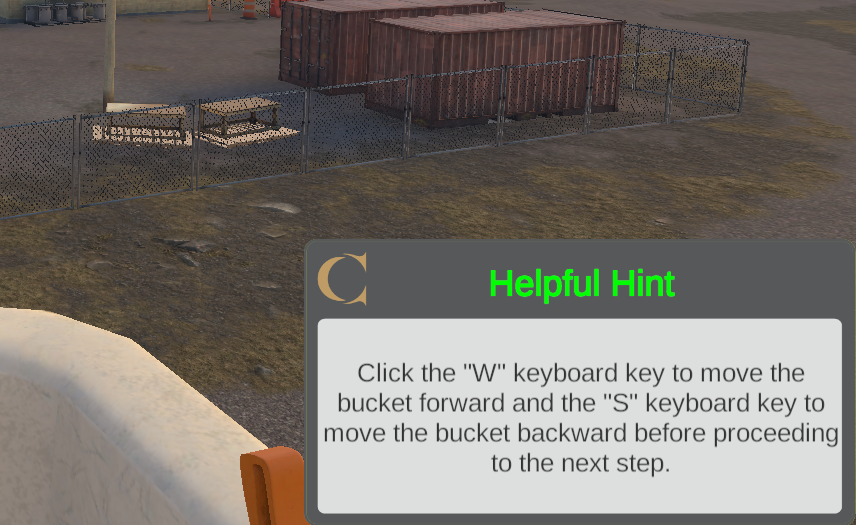 Helpful Hint
Click the "W" keyboard key to move the
bucket forward and the "S" keyboard key to
move the bucket backward before proceeding
to the next step.